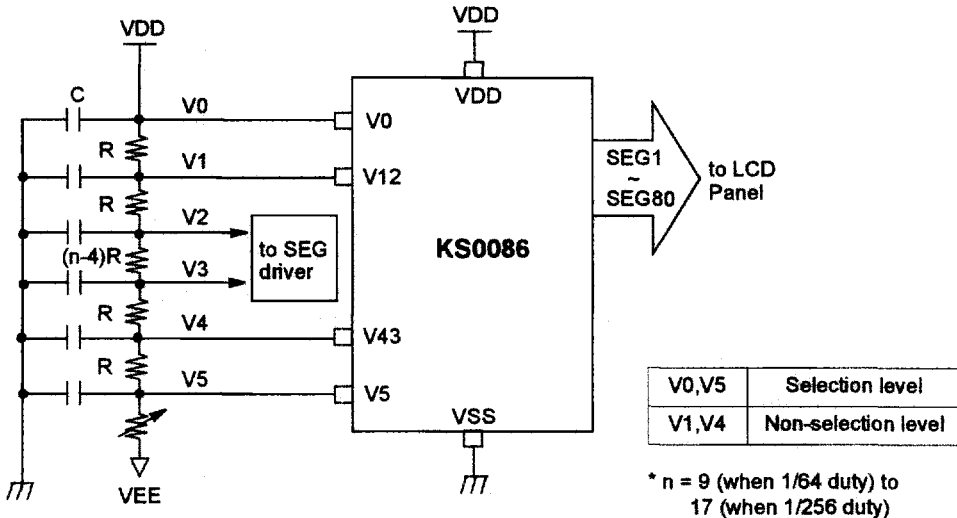 VDD
VDD
VDD
C
V0
V0
R
V1
V12
SEG1
~
SEG80
to LCD
Panel
R
V2
to SEG
driver
KS0086
(n-4)R
V3
R
V4
V43
R
V5
V5
VSS
VEE
V0,V5 Selection level
V1,V4 Non-selection level
* n = 9 (when 1/64 duty) to
17 (when 1/256 duty)